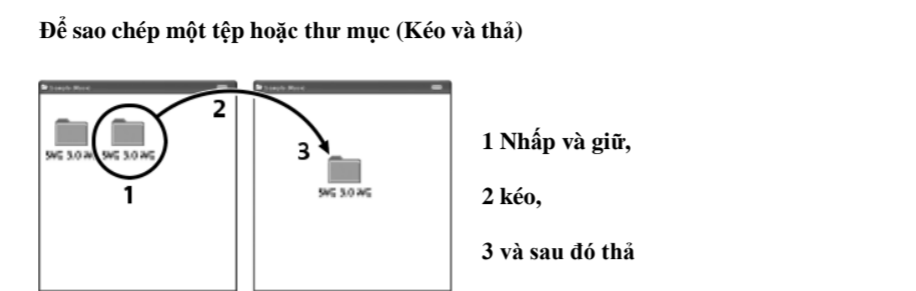 Để sao chép một tệp hoặc thư mục (Kéo và thả)
2
3
1
1 Nhấp và giữ,
2 kéo,
3 và sau đó thả